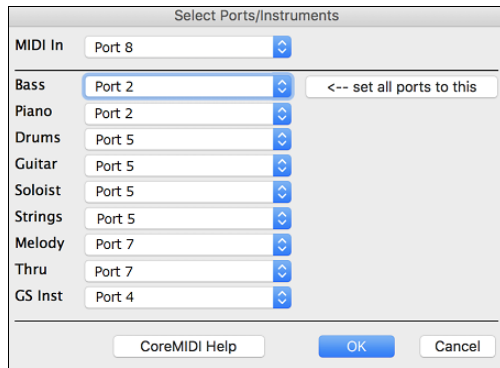 Select Ports/Instruments
MIDI In Port 8
Bass Port 2 <-- set all ports to this
Piano Port 2
Drums Port 5
Guitar Port 5
Soloist Port 5
Strings Port 5
Melody Port 7
Thru Port 7
GS Inst Port 4
CoreMIDI Help OK Cancel